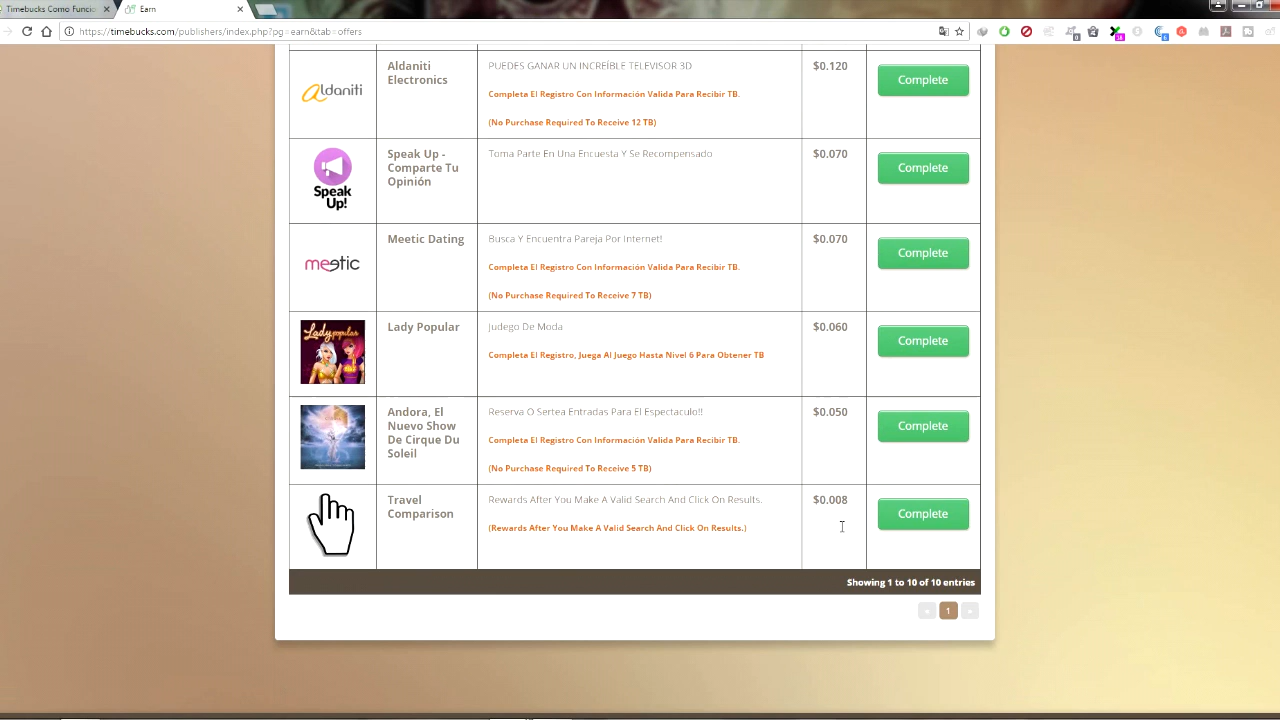 Timebucks Como Funcio
Earn
https://timebucks.com/publishers/index.php?pg=earn&tab=offers
aldaniti
Aldaniti
Electronics
PUEDES GANAR UN INCREÍBLE TELEVISOR 3D
Completa El Registro Con Información Valida Para Recibir TB.
(No Purchase Required To Receive 12 TB)
$0.120
Complete
Speak
Up!
Speak Up -
Comparte Tu
Opinión
Toma Parte En Una Encuesta Y Se Recompensado
$0.070
Complete
meetic
Meetic Dating
Busca Y Encuentra Pareja Por Internet!
Completa El Registro Con Información Valida Para Recibir TB.
(No Purchase Required To Receive 7 TB)
$0.070
Complete
Lady popular
Lady Popular
Judego De Moda
Completa El Registro, Juega Al Juego Hasta Nivel 6 Para Obtener TB
$0.060
Complete
Andora, El
Nuevo Show
De Cirque Du
Soleil
Reserva O Sertea Entradas Para El Espectaculo!!
Completa El Registro Con Información Valida Para Recibir TB.
(No Purchase Required To Receive 5 TB)
$0.050
Complete
Travel
Comparison
Rewards After You Make A Valid Search And Click On Results.
(Rewards After You Make A Valid Search And Click On Results.)
$0.008
Complete
Showing 1 to 10 of 10 entries
« 1 »